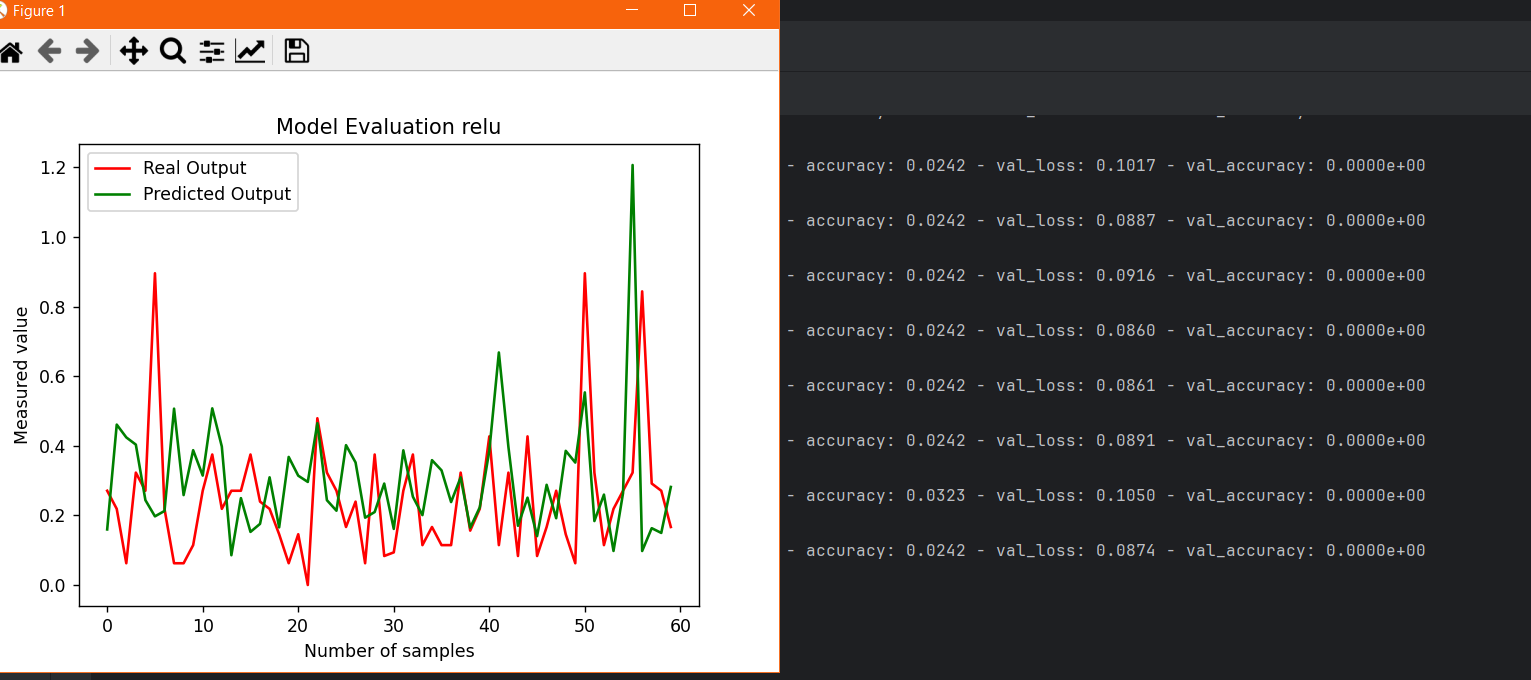 Figure 1
Model Evaluation relu
Real Output
Predicted Output
1.2
1.0
0.8
0.6
0.4
0.2
0.0
Measured value
0 10 20 30 40 50 60
Number of samples
- accuracy: 0.0242 - val_loss: 0.1017 - val_accuracy: 0.0000e+00
- accuracy: 0.0242 - val_loss: 0.0887 - val_accuracy: 0.0000e+00
- accuracy: 0.0242 - val_loss: 0.0916 - val_accuracy: 0.0000e+00
- accuracy: 0.0242 - val_loss: 0.0860 - val_accuracy: 0.0000e+00
- accuracy: 0.0242 - val_loss: 0.0861 - val_accuracy: 0.0000e+00
- accuracy: 0.0242 - val_loss: 0.0891 - val_accuracy: 0.0000e+00
- accuracy: 0.0323 - val_loss: 0.1050 - val_accuracy: 0.0000e+00
- accuracy: 0.0242 - val_loss: 0.0874 - val_accuracy: 0.0000e+00